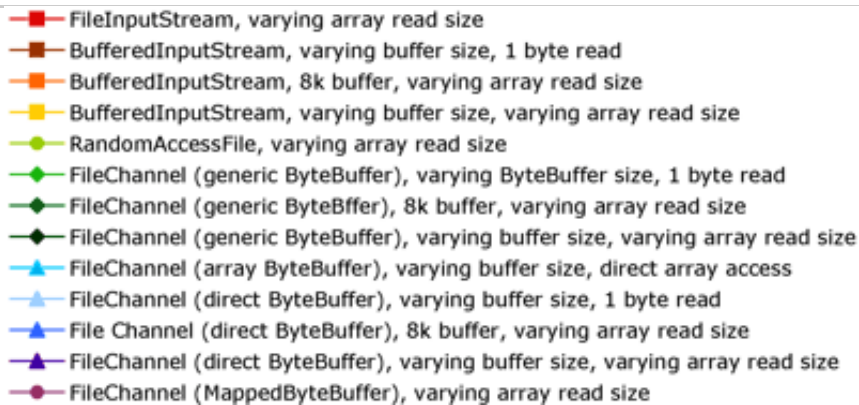 FileInputStream, varying array read size
BufferedInputStream, varying buffer size, 1 byte read
BufferedInputStream, 8k buffer, varying array read size
BufferedInputStream, varying buffer size, varying array read size
RandomAccessFile, varying array read size
FileChannel (generic ByteBuffer), varying ByteBuffer size, 1 byte read
FileChannel (generic ByteBffer), 8k buffer, varying array read size
FileChannel (generic ByteBuffer), varying buffer size, varying array read size
FileChannel (array ByteBuffer), varying buffer size, direct array access
FileChannel (direct ByteBuffer), varying buffer size, 1 byte read
File Channel (direct ByteBuffer), 8k buffer, varying array read size
FileChannel (direct ByteBuffer), varying buffer size, varying array read size
FileChannel (MappedByteBuffer), varying array read size